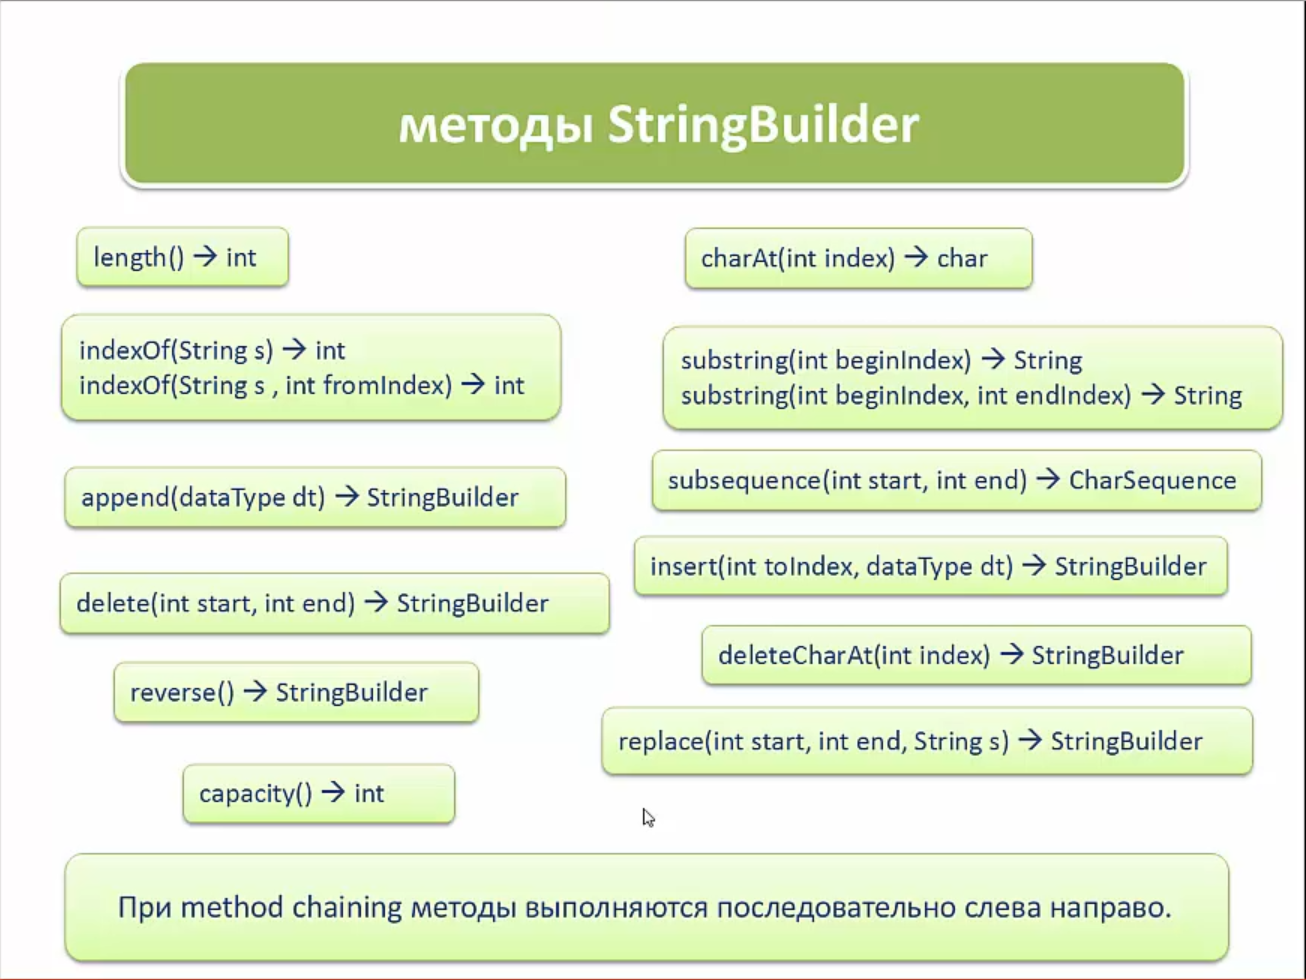 методы StringBuilder
length() → int
charAt(int index) → char
indexOf(String s) → int
indexOf(String s , int fromIndex) → int
substring(int beginIndex) → String
substring(int beginIndex, int endIndex) → String
append(dataType dt) → StringBuilder
subsequence(int start, int end) → CharSequence
insert(int toIndex, dataType dt) → StringBuilder
delete(int start, int end) → StringBuilder
deleteCharAt(int index) → StringBuilder
reverse() → StringBuilder
replace(int start, int end, String s) → StringBuilder
capacity() → int
При method chaining методы выполняются последовательно слева направо.